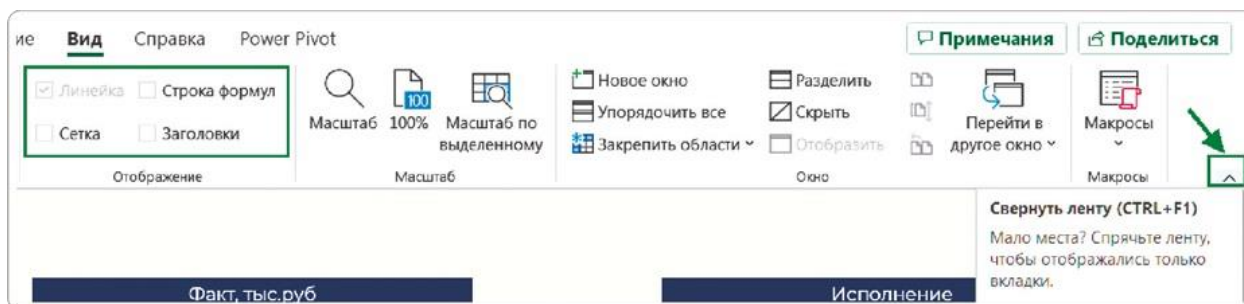 ие Вид Справка Power Pivot Примечания Поделиться
Линейка Строка формул
Сетка Заголовки
Отображение
Масштаб 100% Масштаб по выделенному
100
Масштаб
Новое окно
Упорядочить все
Закрепить области
Разделить
Скрыть
Отобразить
Перейти в
другое окно
Окно
Макросы
Макросы
Свернуть ленту (CTRL+F1)
Мало места? Спрячьте ленту,
чтобы отображались только
вкладки.
Факт, тыс.руб
Исполнение